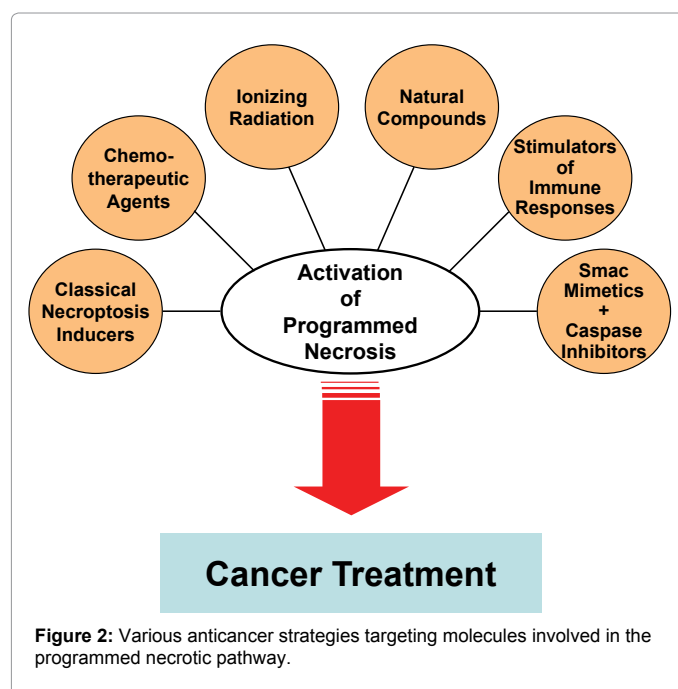 Ionizing
Radiation
Natural
Compounds
Chemo-
therapeutic
Agents
Stimulators
of
Immune
Responses
Classical
Necroptosis
Inducers
Activation
of
Programmed
Necrosis
Smac
Mimetics
+
Caspase
Inhibitors
Cancer Treatment
Figure 2: Various anticancer strategies targeting molecules involved in the
programmed necrotic pathway.